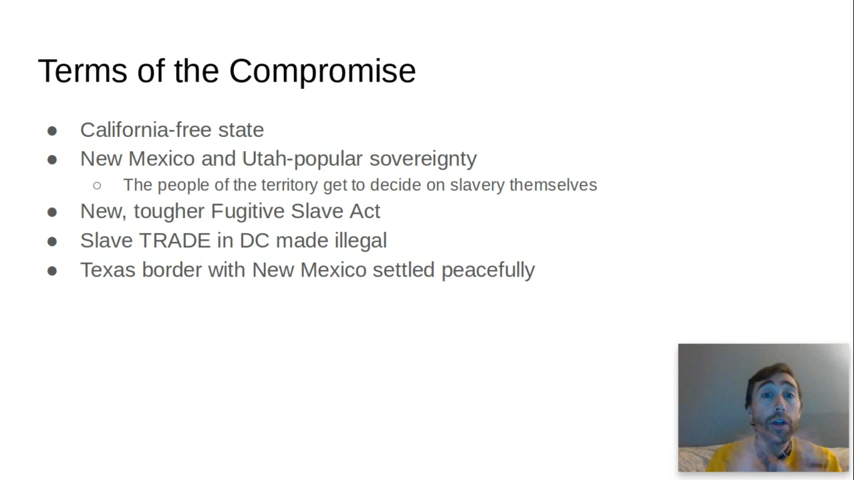 Terms of the Compromise
● California-free state
● New Mexico and Utah-popular sovereignty
○ The people of the territory get to decide on slavery themselves
● New, tougher Fugitive Slave Act
● Slave TRADE in DC made illegal
● Texas border with New Mexico settled peacefully